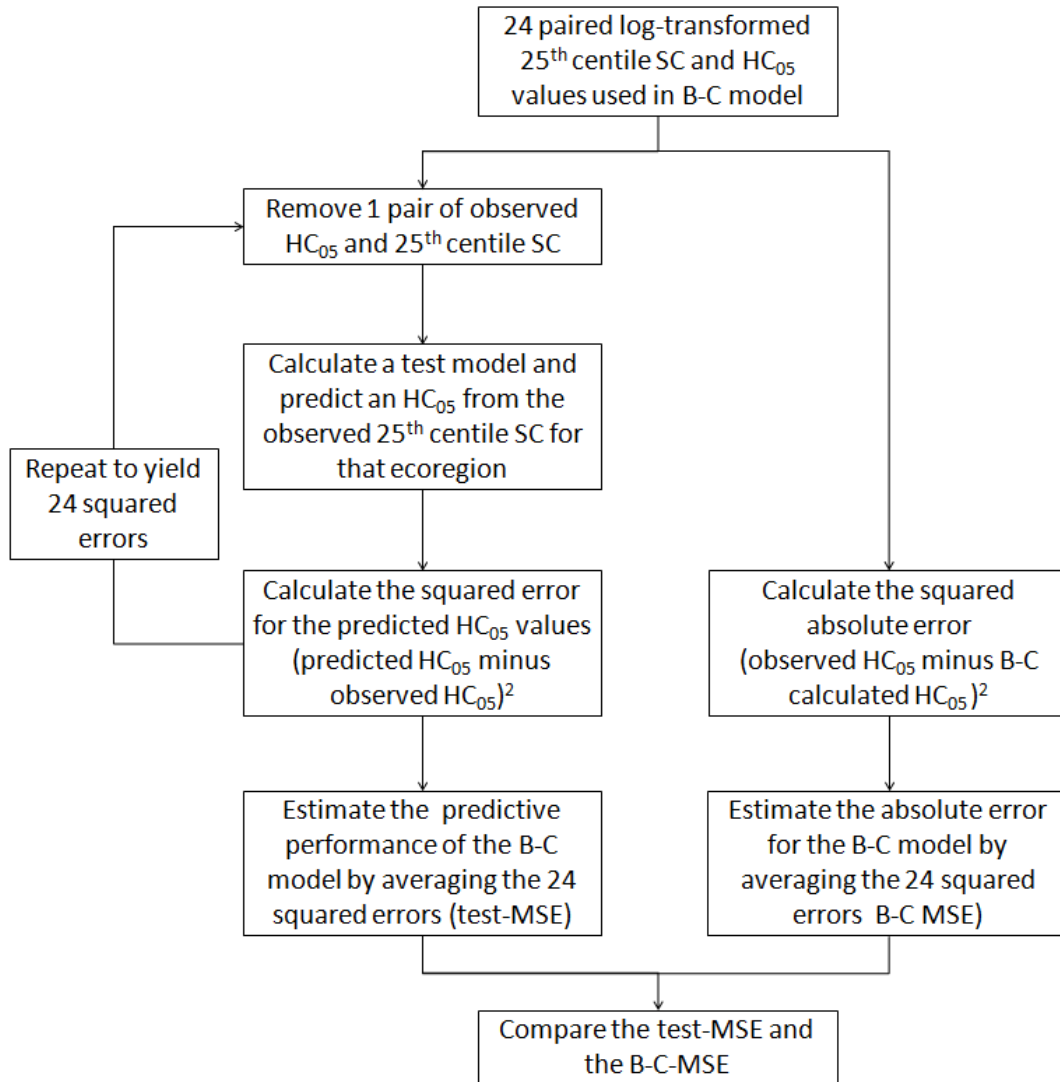 24 paired log-transformed
25th centile SC and HC05
values used in B-C model
Remove 1 pair of observed
HC05 and 25th centile SC
Calculate a test model and
predict an HC05 from the
observed 25th centile SC for
that ecoregion
Repeat to yield
24 squared
errors
Calculate the squared error
for the predicted HC05 values
(predicted HC05 minus
observed HC05)2
Calculate the squared
absolute error
(observed HC05 minus B-C
calculated HC05 )2
Estimate the predictive
performance of the B-C
model by averaging the 24
squared errors (test-MSE)
Estimate the absolute error
for the B-C model by
averaging the 24 squared
errors B-C MSE)
Compare the test-MSE and
the B-C-MSE